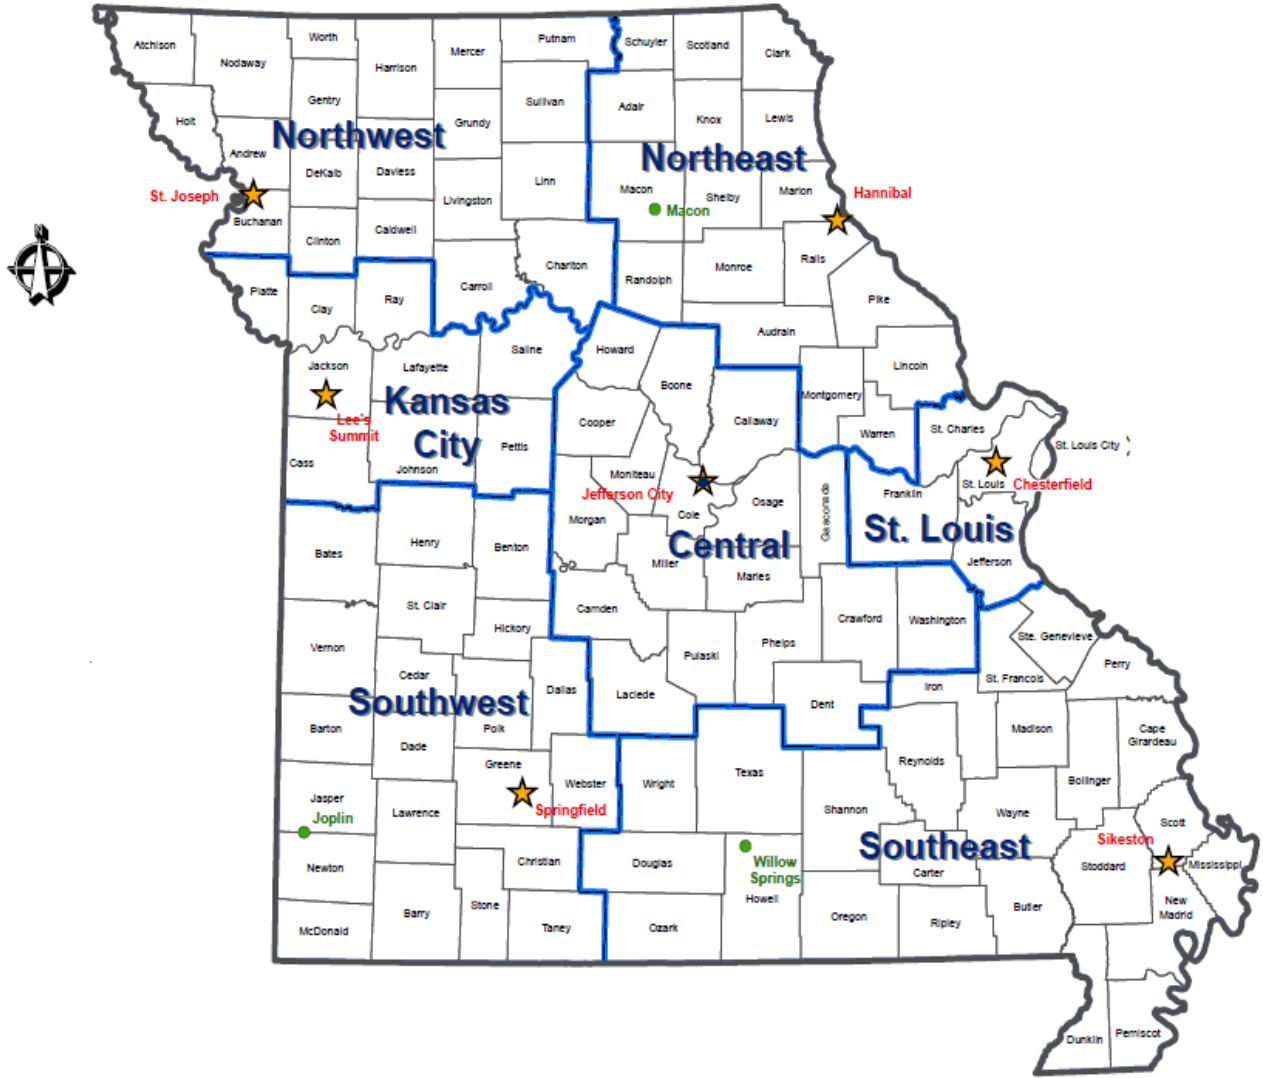 Atchison
Nodaway
Worth
Harrison
Mercer
Putnam
Schuyler
Scotland
Clark
Holt
Gentry
Grundy
Sullivan
Adair
Knox
Lewis
Andrew
Northwest
DeKalb
Daviess
Livingston
Linn
Northeast
Macon
Shelby
Marion
Macon
Hannibal
St. Joseph
Buchanan
Clinton
Caldwell
Chariton
Randolph
Monroe
Ralls
N
Platte
Clay
Ray
Carroll
Pike
Audrain
Jackson
Lafayette
Saline
Howard
Boone
Montgomery
Lincoln
Lee's
Summit
Kansas
City
Cooper
Callaway
Warren
St. Charles
St. Louis City
Cass
Johnson
Pettis
Moniteau
Jefferson City
St. Louis
Chesterfield
Morgan
Cole
Osage
Gasconade
Franklin
St. Louis
Bates
Henry
Benton
Central
Miller
Maries
Jefferson
St. Clair
Camden
Crawford
Washington
Vernon
Hickory
Pulaski
Phelps
Ste. Genevieve
Perry
Cedar
Dallas
Laclede
Dent
Iron
St. Francois
Southwest
Barton
Dade
Polk
Madison
Cape
Girardeau
Greene
Webster
Wright
Texas
Reynolds
Bollinger
Jasper
Joplin
Lawrence
Springfield
Shannon
Wayne
Scott
Sikeston
Southeast
Newton
Christian
Douglas
Willow
Springs
Howell
Carter
Stoddard
Mississippi
McDonald
Barry
Stone
Taney
Ozark
Oregon
Ripley
Butler
New
Madrid
Dunklin
Pemiscot